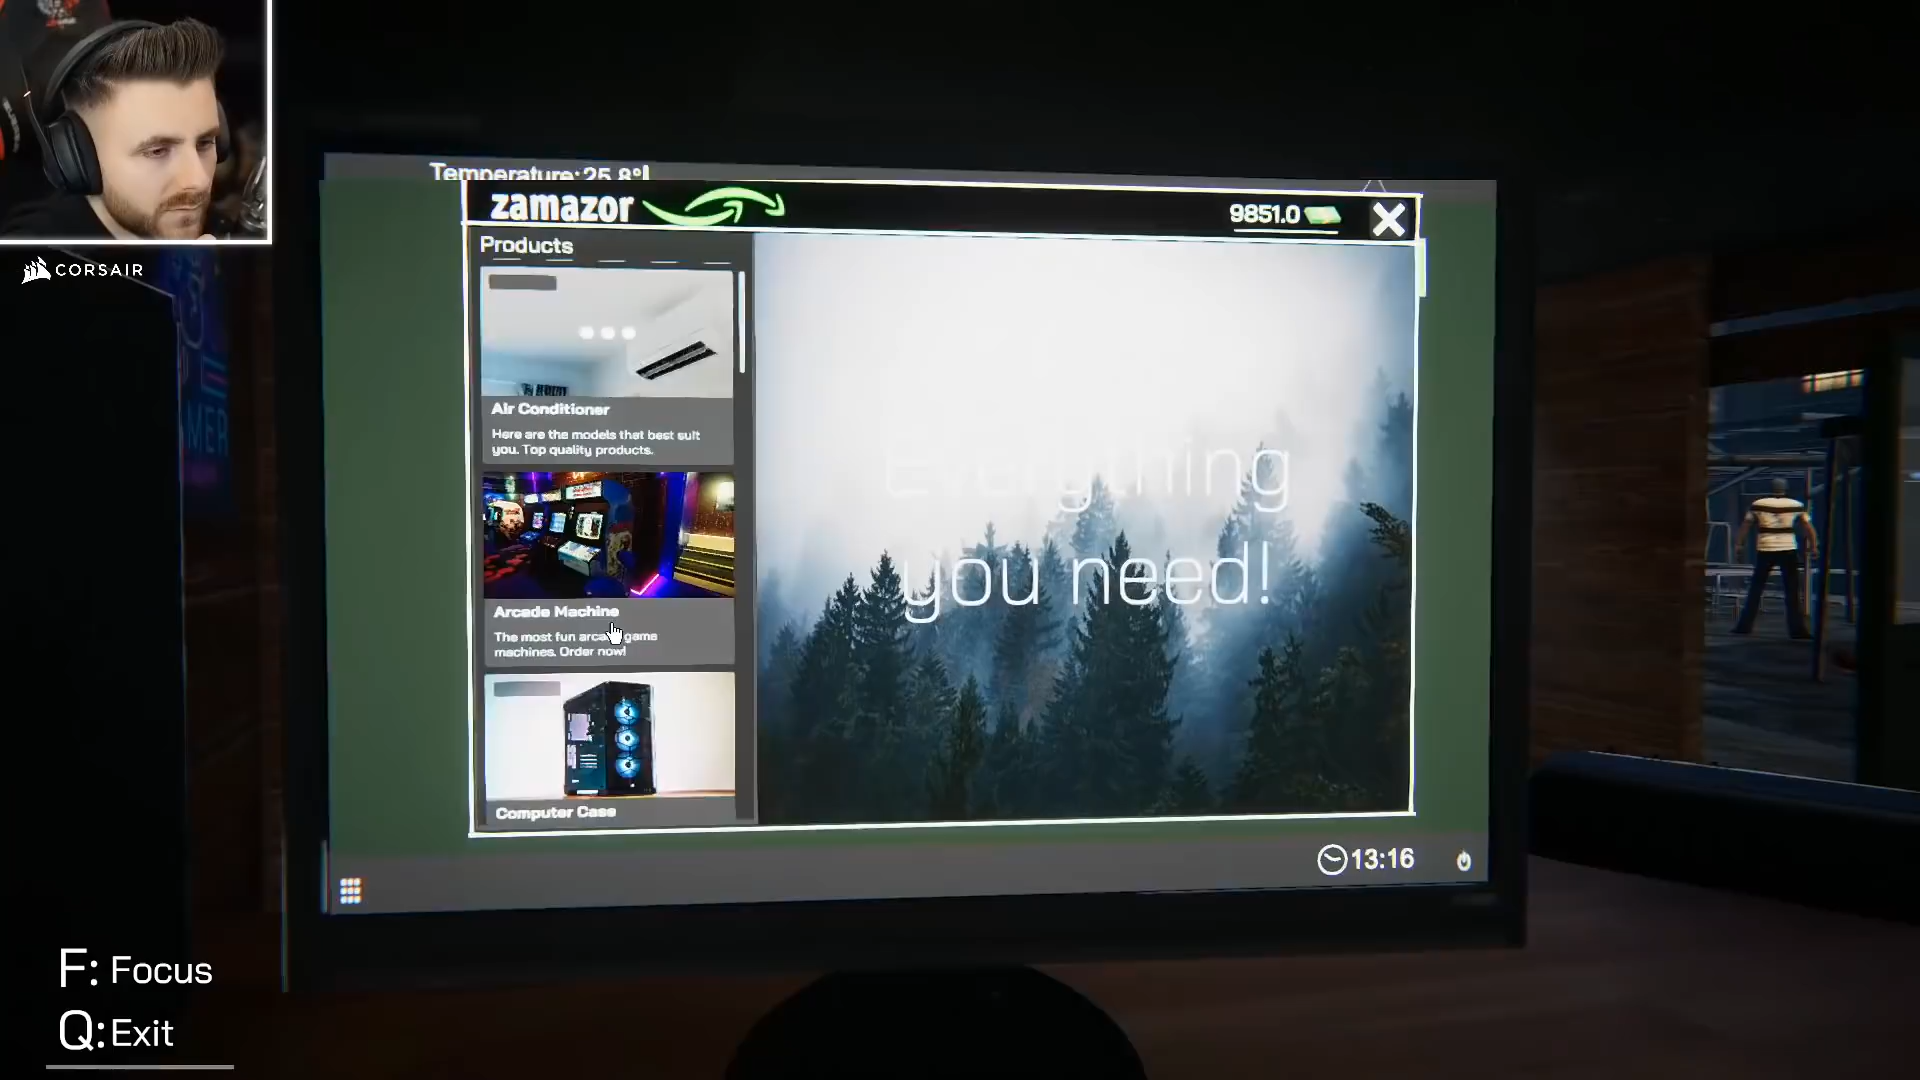 CORSAIR
Temperature: 25.8°
zamazor
9851.0
Products
Air Conditioner
Here are the models that best suit
you. Top quality products.
Arcade Machine
The most fun arcade game
machines. Order now!
Computer Case
Everything
you need!
13:16
F: Focus
Q: Exit